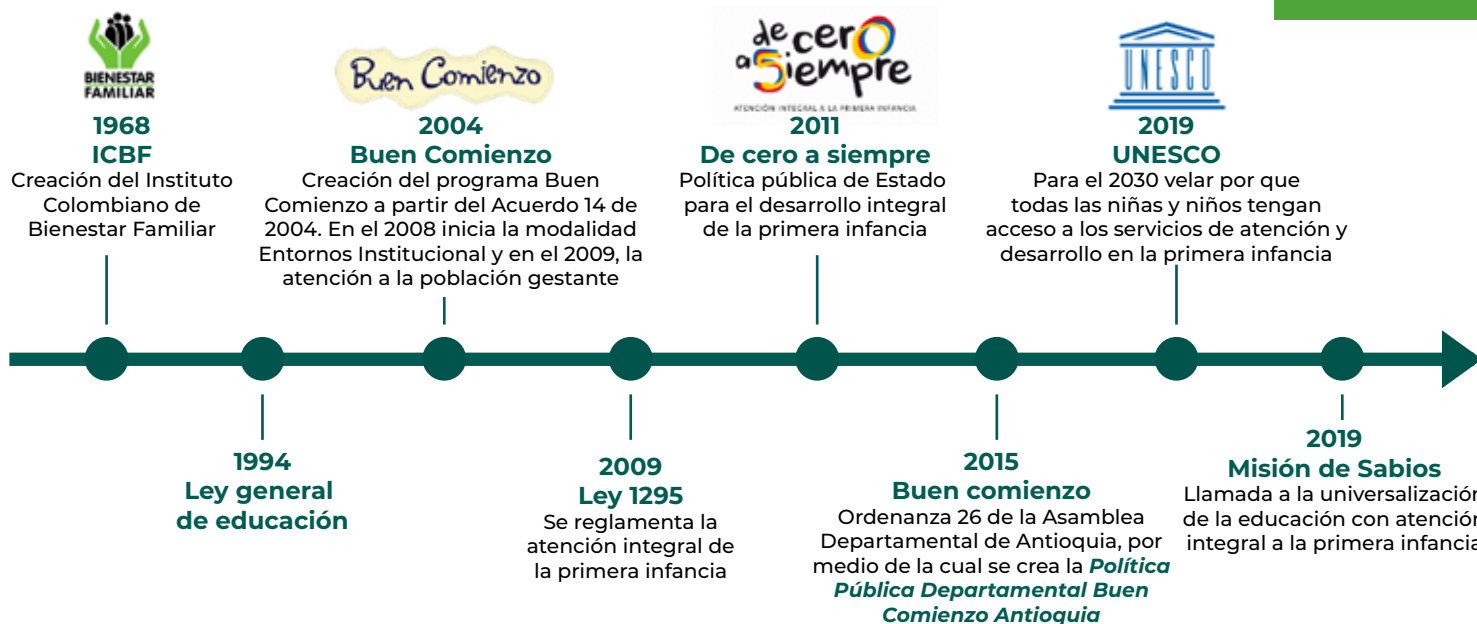 BIENESTAR
FAMILIAR
1968
ICBF
Creación del Instituto
Colombiano de
Bienestar Familiar
Buen Comienzo
2004
Buen Comienzo
Creación del programa Buen
Comienzo a partir del Acuerdo 14 de
2004. En el 2008 inicia la modalidad
Entornos Institucional y en el 2009, la
atención a la población gestante
de cero
a Siempre
ATENCIÓN INTEGRAL A LA PRIMERA INFANCIA
2011
De cero a siempre
Política pública de Estado
para el desarrollo integral
de la primera infancia
UNESCO
2019
UNESCO
Para el 2030 velar por que
todas las niñas y niños tengan
acceso a los servicios de atención y
desarrollo en la primera infancia
1994
Ley general
de educación
2009
Ley 1295
Se reglamenta la
atención integral de
la primera infancia
2015
Buen comienzo
Ordenanza 26 de la Asamblea
Departamental de Antioquia, por
medio de la cual se crea la Política
Pública Departamental Buen
Comienzo Antioquia
2019
Misión de Sabios
Llamada a la universalización
de la educación con atención
integral a la primera infancia